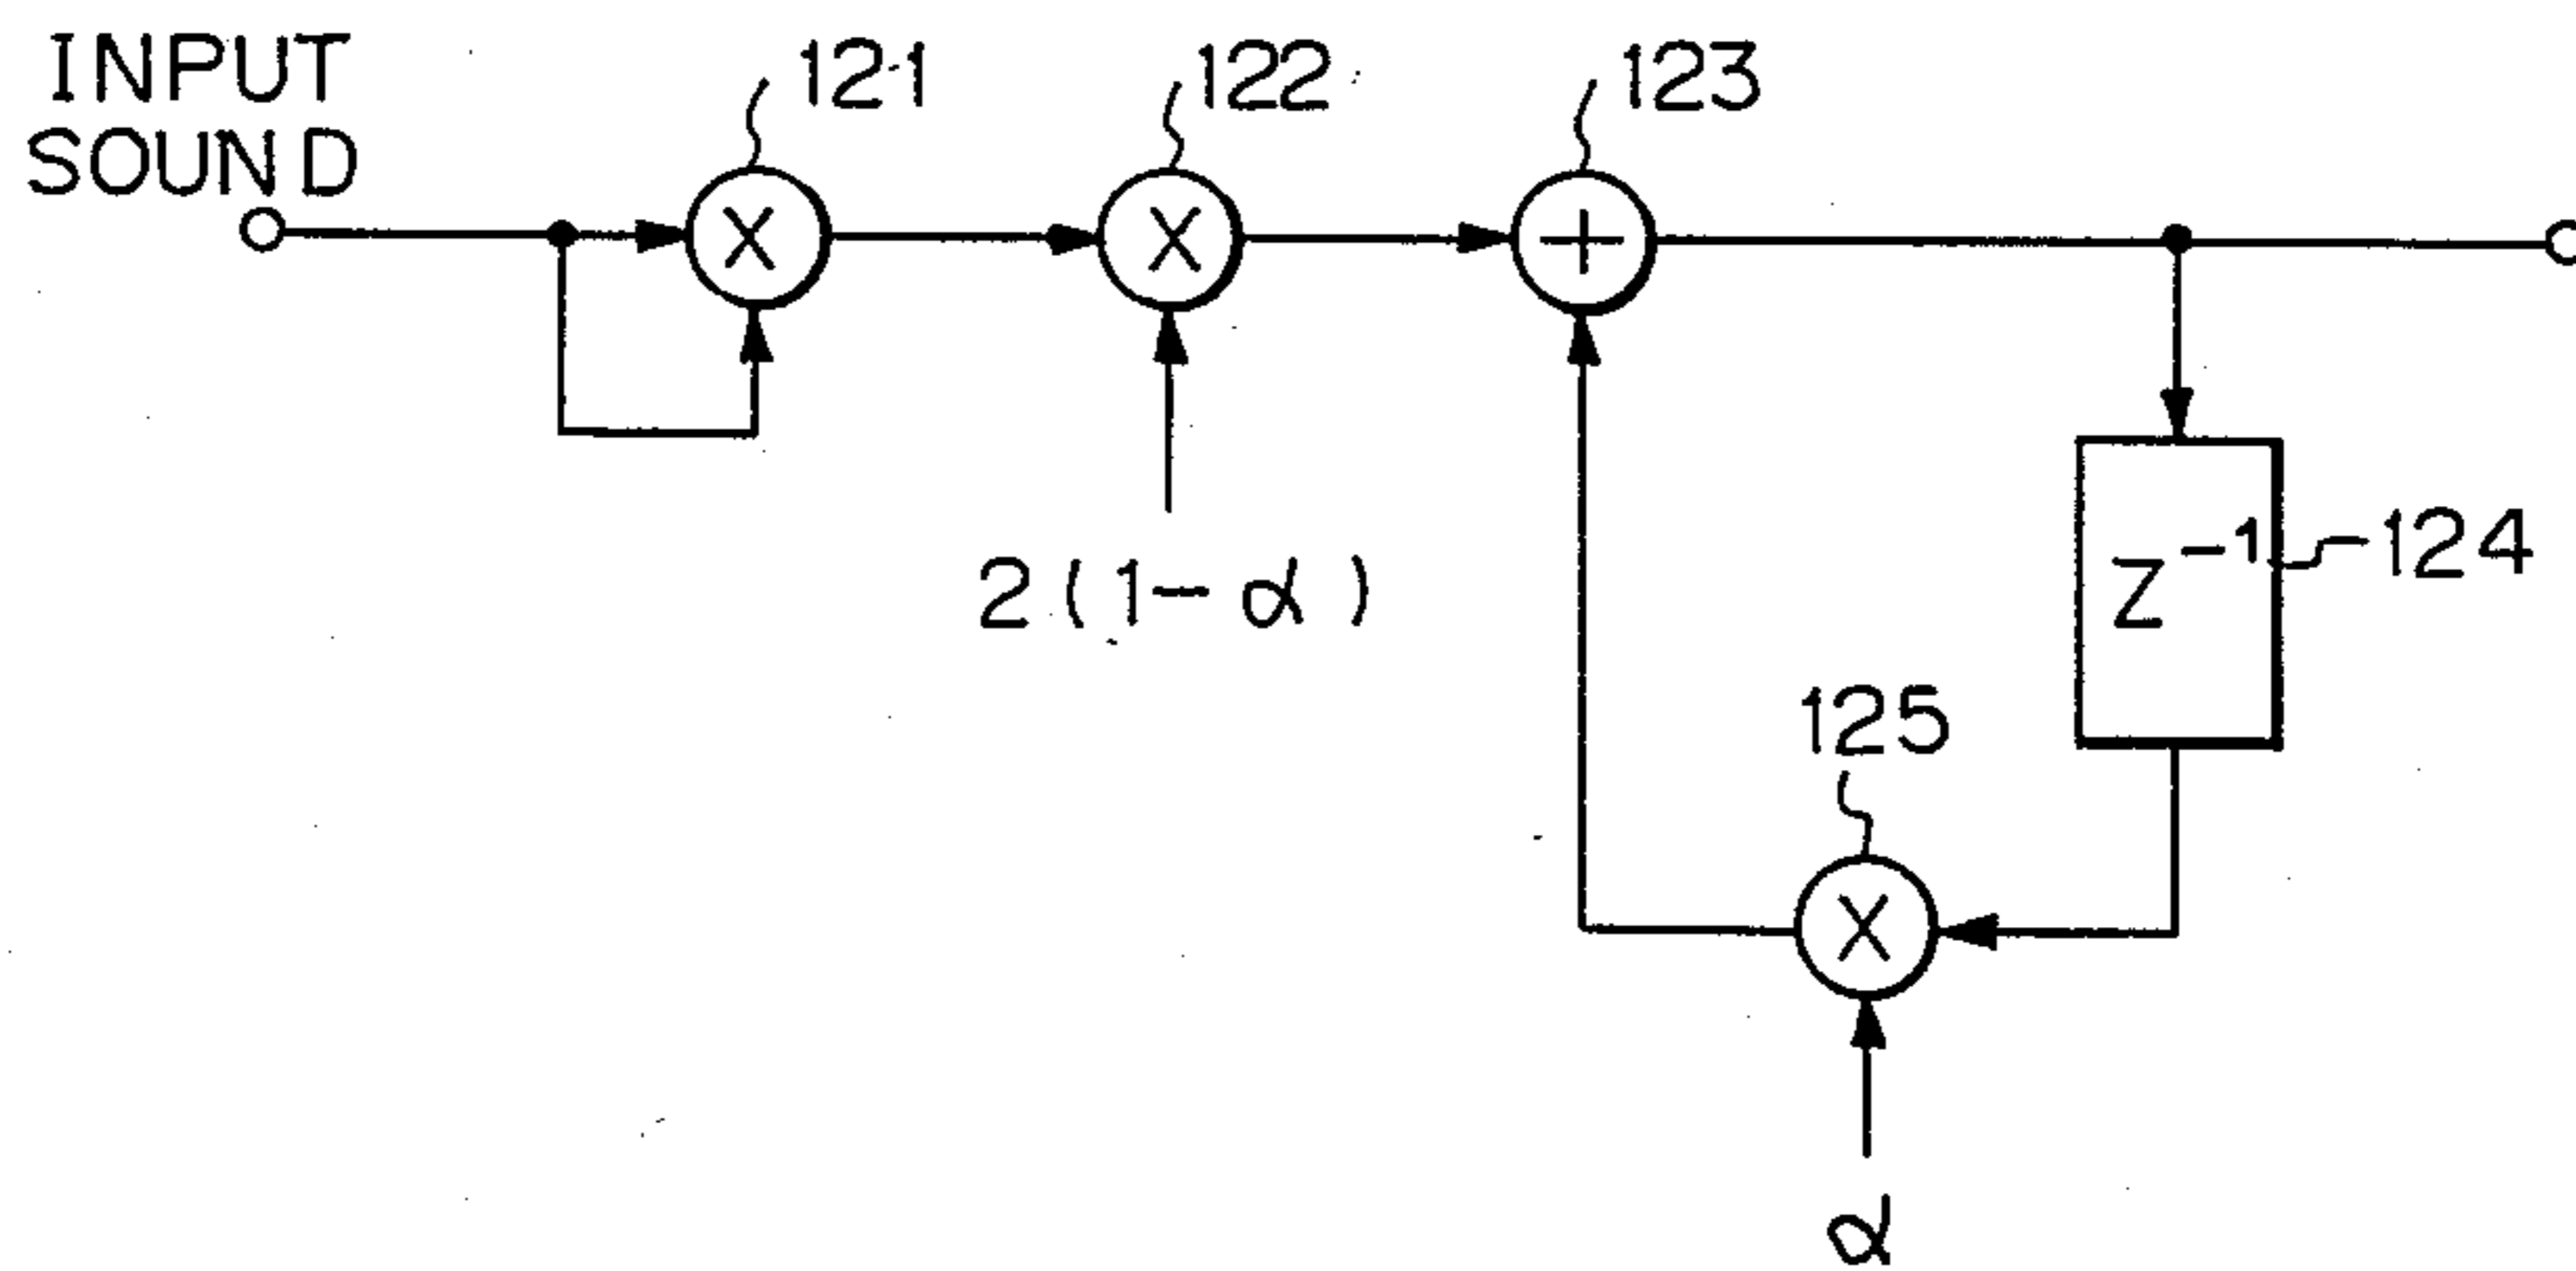 INPUT
SOUND
121
122
123
×
×
+
2(1-α)
Z⁻¹
124
125
×
α